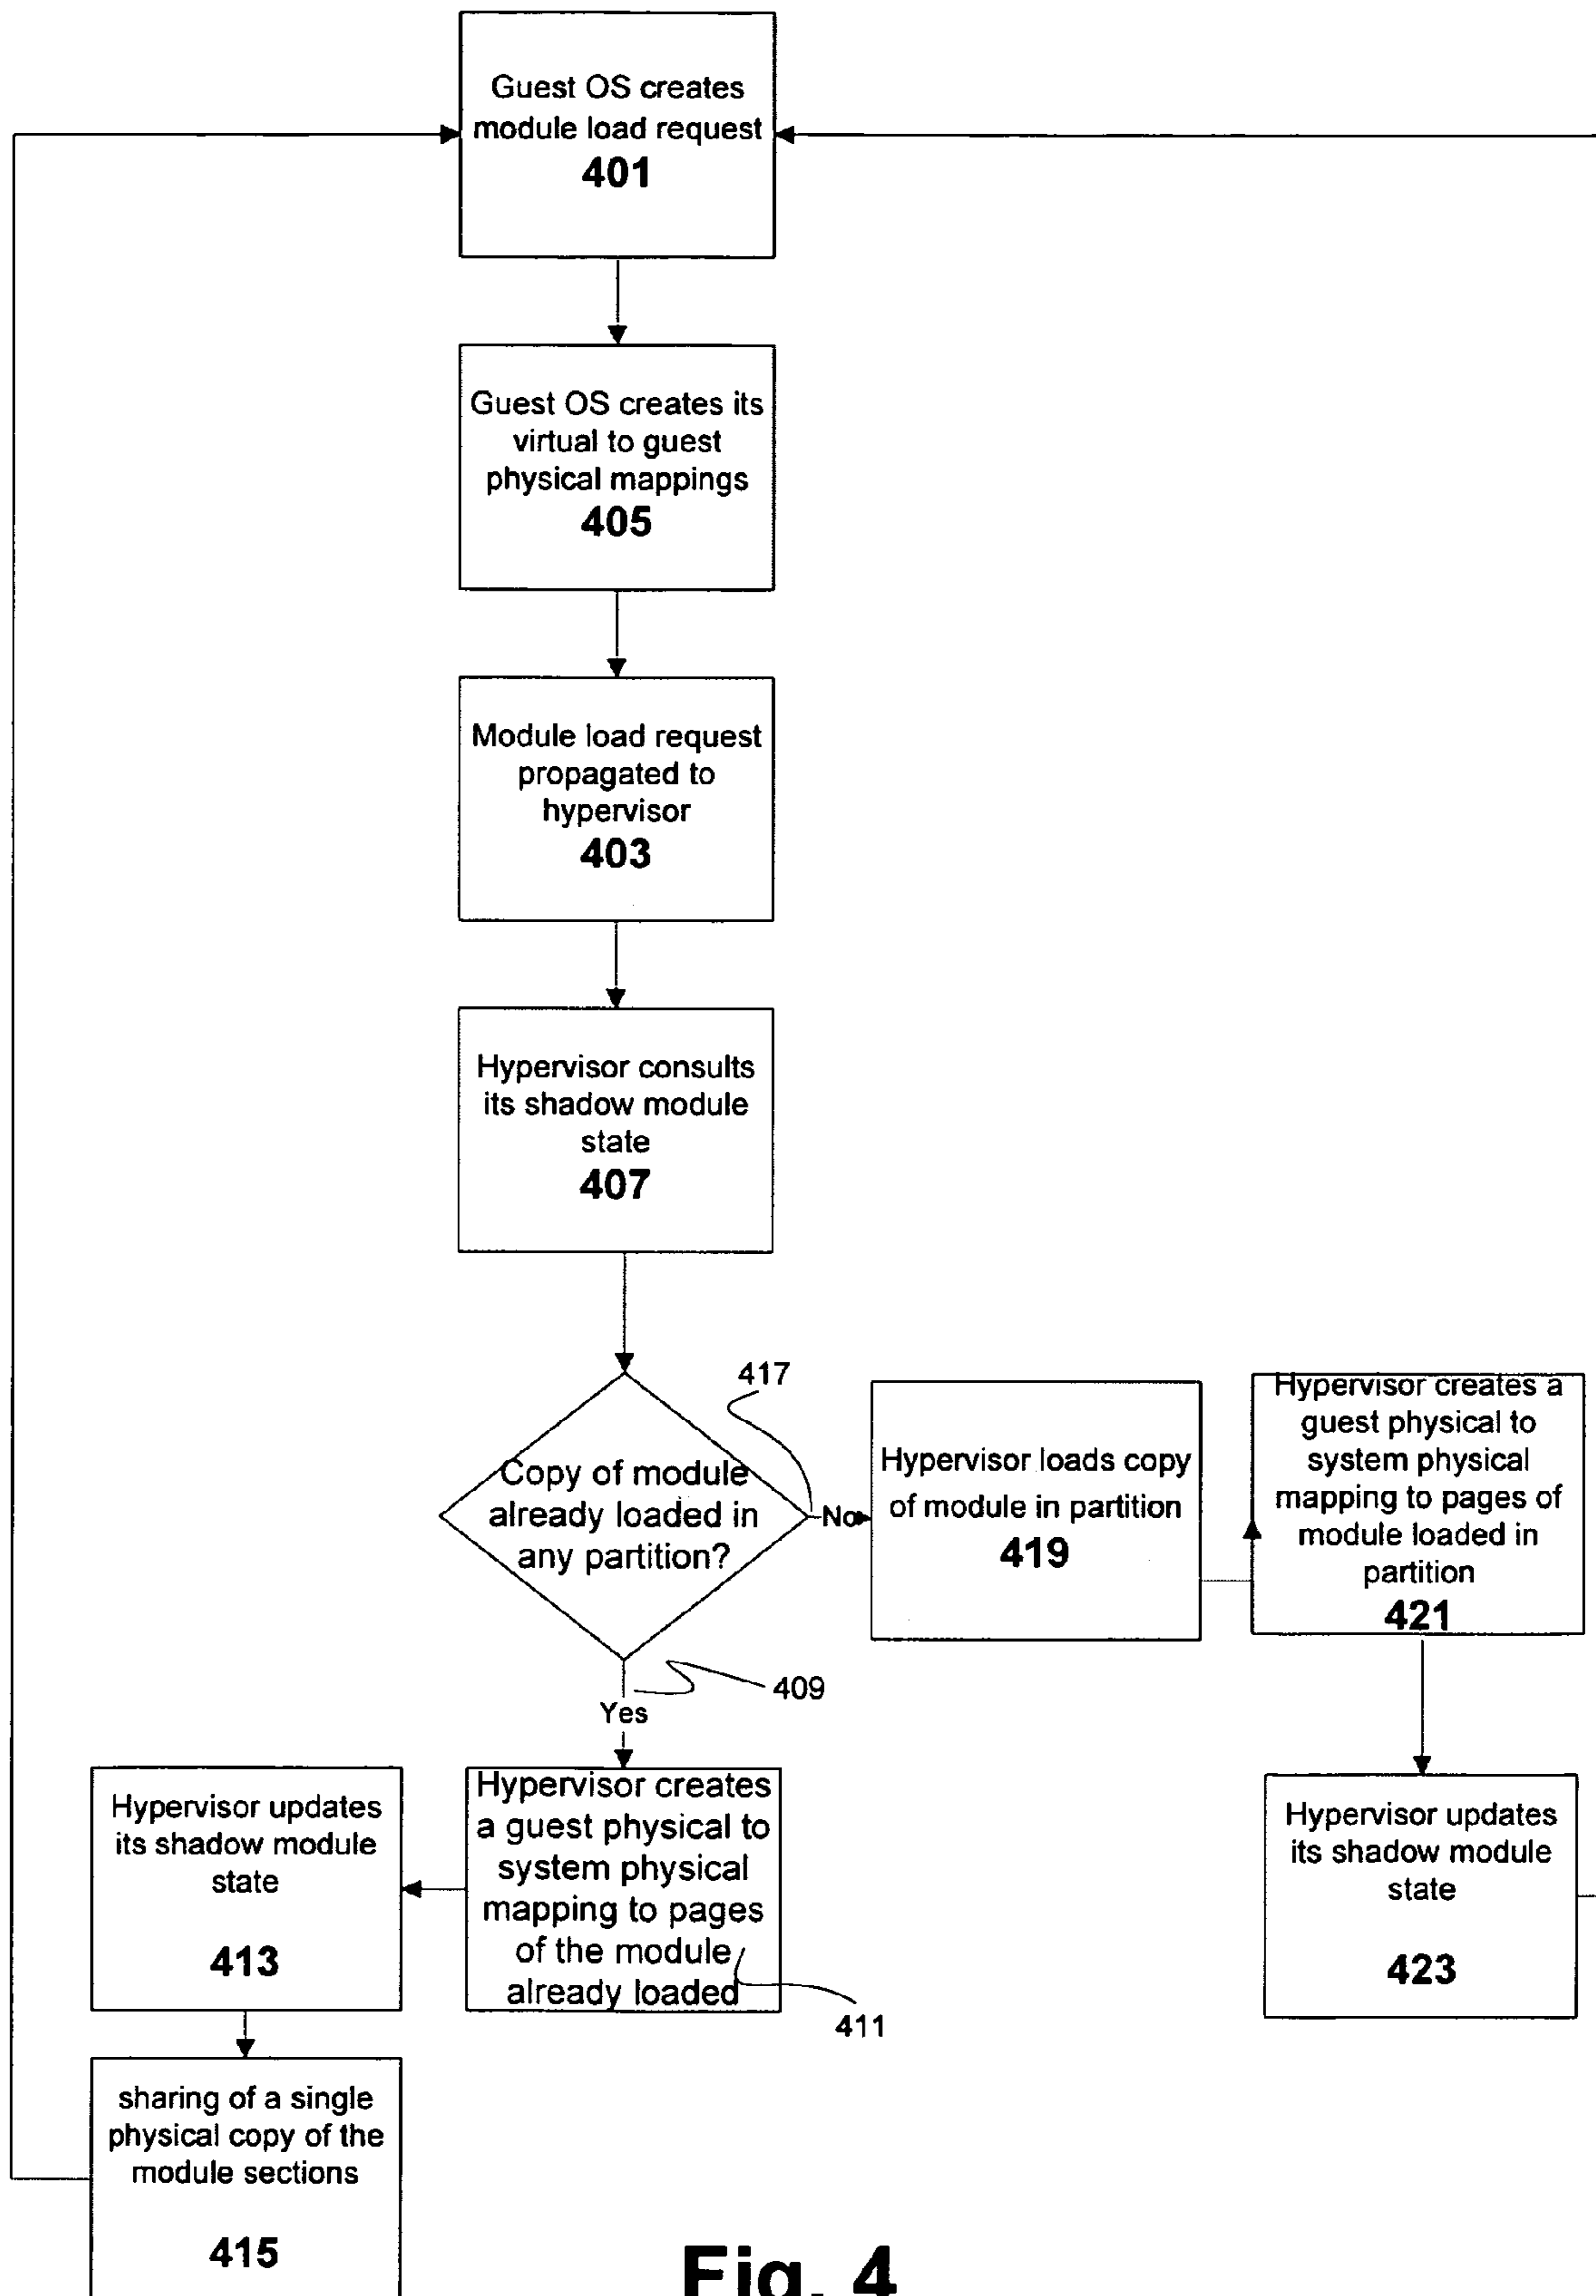 Guest OS creates
module load request
401
Guest OS creates its
virtual to guest
physical mappings
405
Module load request
propagated to
hypervisor
403
Hypervisor consults
its shadow module
state
407
417
Copy of module
already loaded in
any partition?
No
Hypervisor loads copy
of module in partition
419
Hypervisor creates a
guest physical to
system physical
mapping to pages of
module loaded in
partition
421
409
Yes
Hypervisor updates
its shadow module
state
413
Hypervisor creates
a guest physical to
system physical
mapping to pages
of the module
already loaded
411
Hypervisor updates
its shadow module
state
423
sharing of a single
physical copy of the
module sections
415
Fig. 4